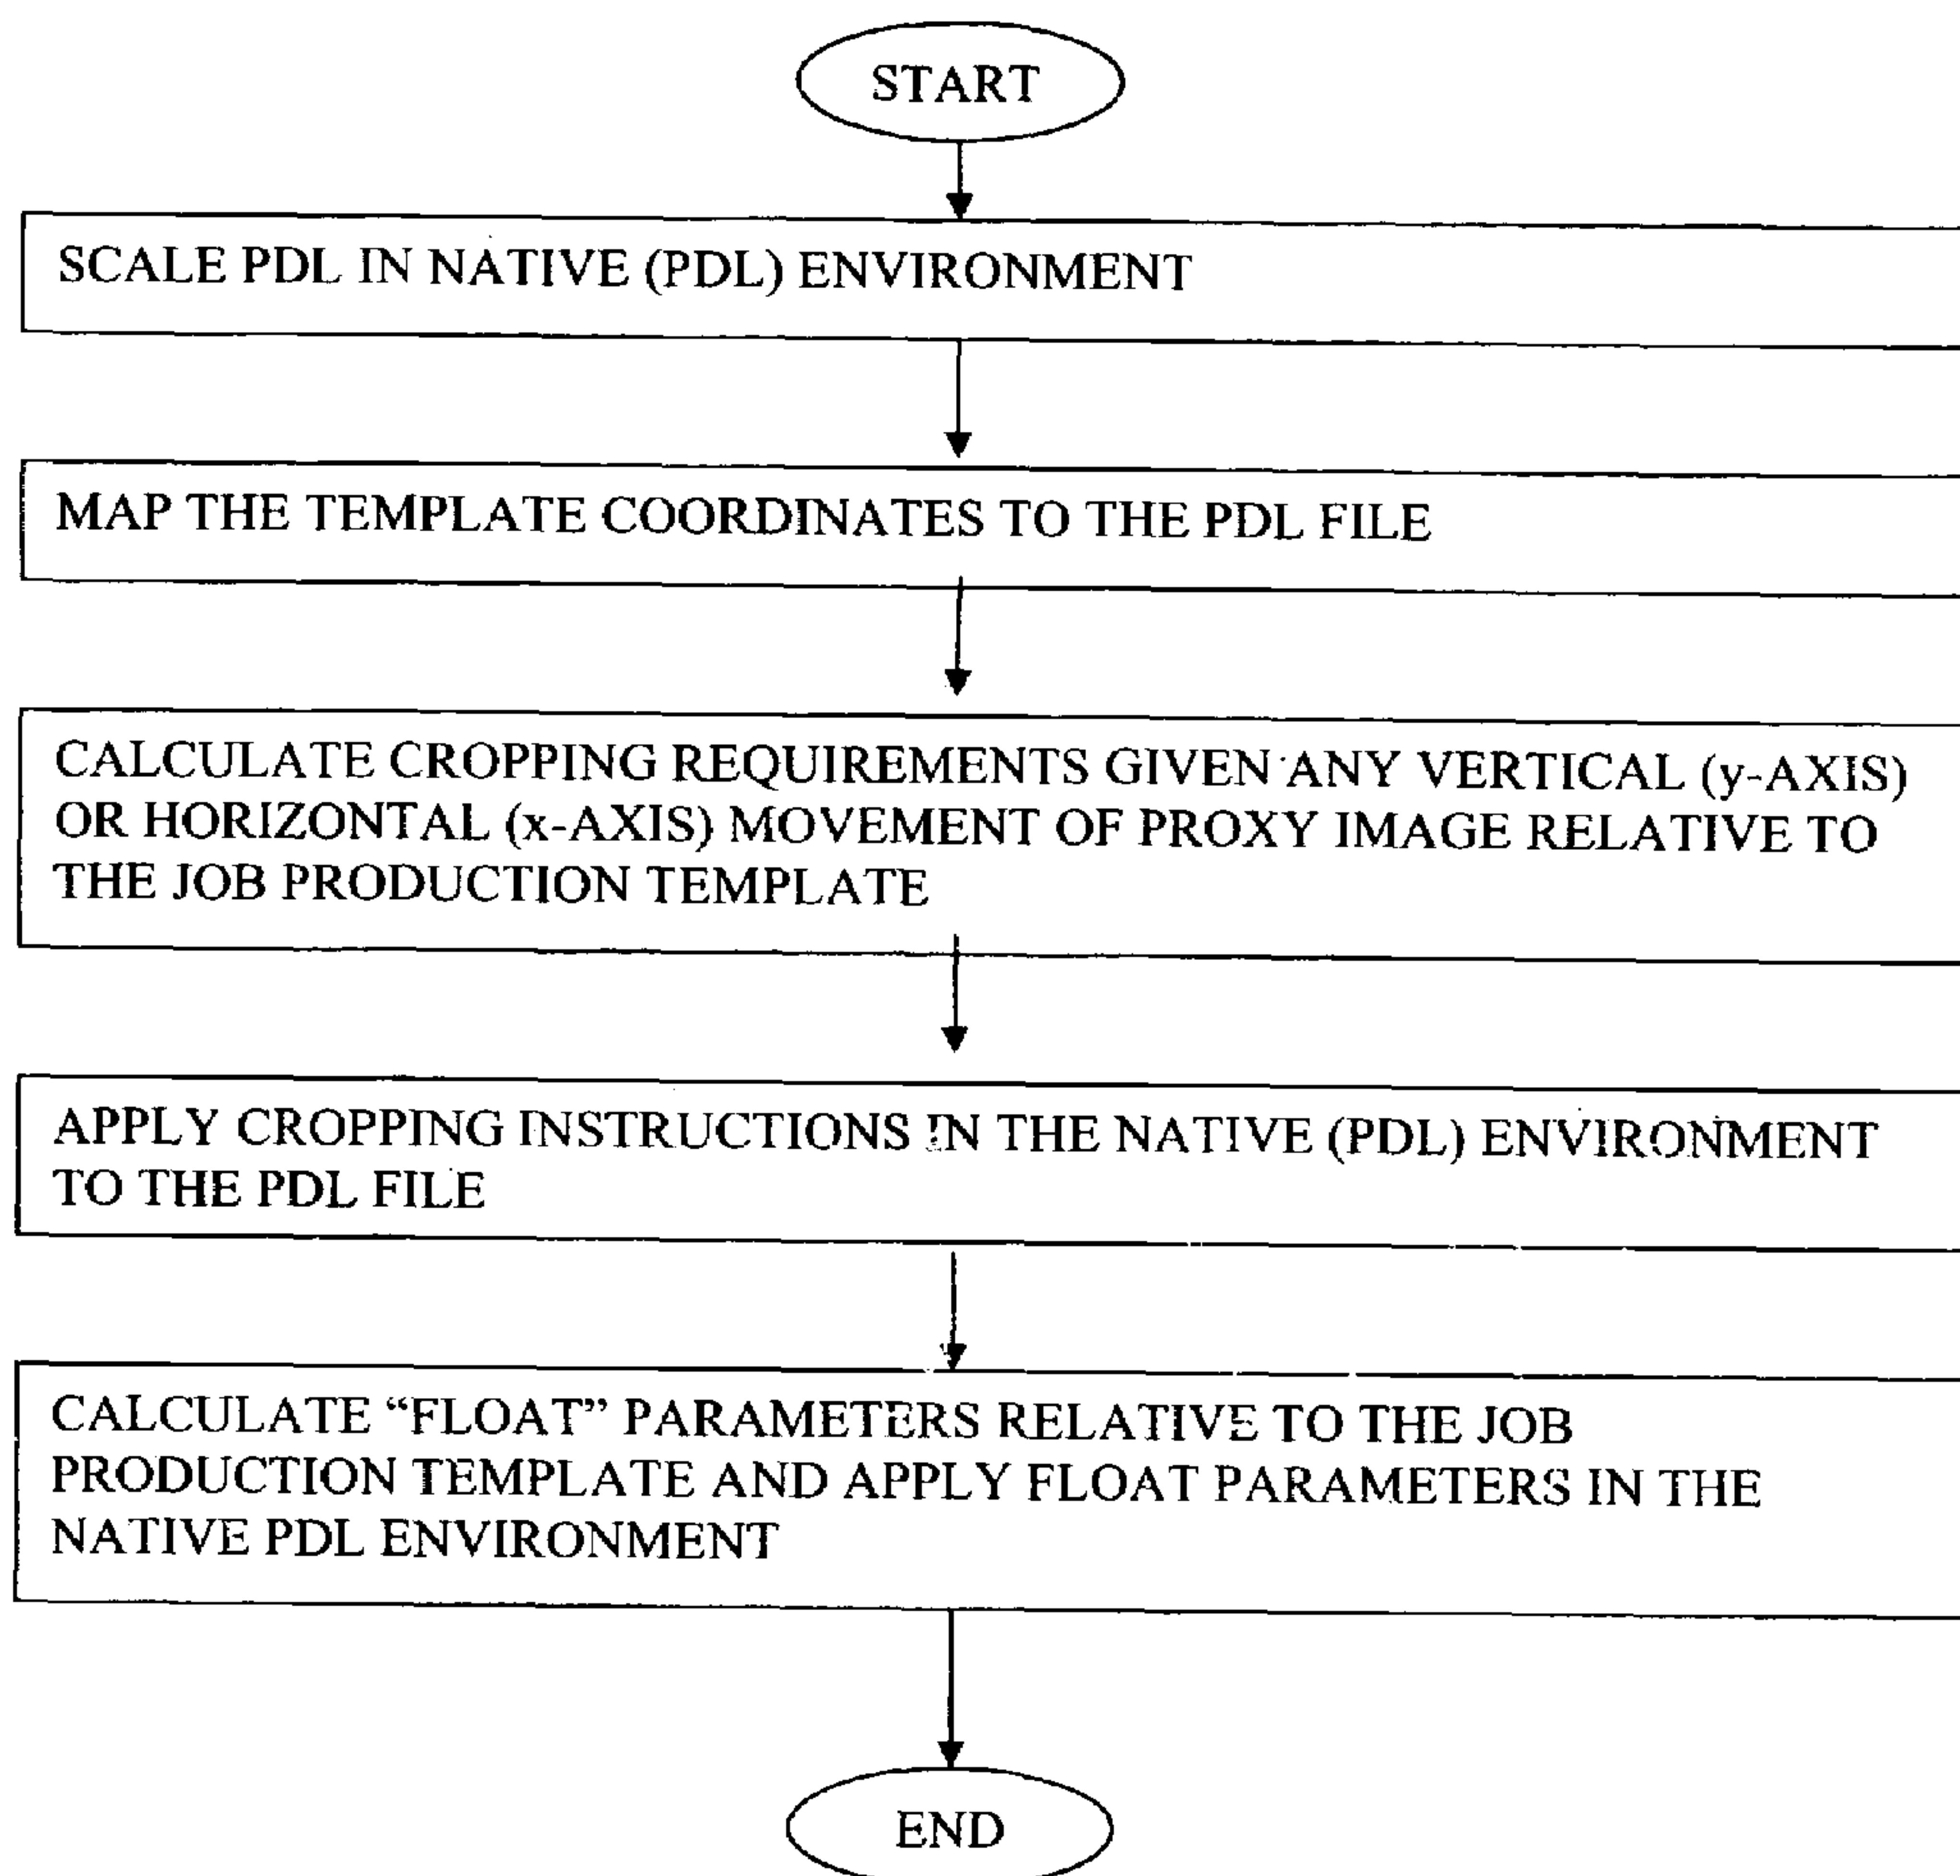 START
SCALE PDL IN NATIVE (PDL) ENVIRONMENT
MAP THE TEMPLATE COORDINATES TO THE PDL FILE
CALCULATE CROPPING REQUIREMENTS GIVEN ANY VERTICAL (y-AXIS)
OR HORIZONTAL (x-AXIS) MOVEMENT OF PROXY IMAGE RELATIVE TO
THE JOB PRODUCTION TEMPLATE
APPLY CROPPING INSTRUCTIONS IN THE NATIVE (PDL) ENVIRONMENT
TO THE PDL FILE
CALCULATE “FLOAT” PARAMETERS RELATIVE TO THE JOB
PRODUCTION TEMPLATE AND APPLY FLOAT PARAMETERS IN THE
NATIVE PDL ENVIRONMENT
END